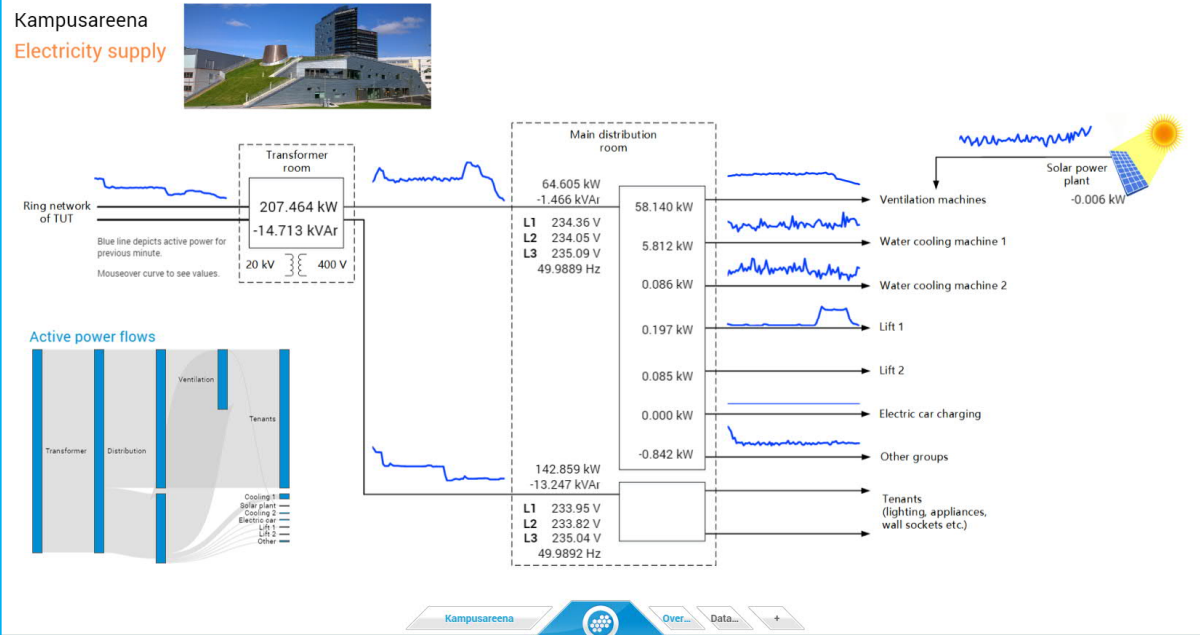 Kampusareena
Electricity supply
Main distribution
room
Transformer
room
Solar power
plant
-0.006 kW
64.605 kW
-1.466 kVAr
Ring network
of TUT
207.464 kW
-14.713 kVAr
58.140 kW
Ventilation machines
L1 234.36 V
L2 234.05 V
L3 235.09 V
49.9889 Hz
Blue line depicts active power for
previous minute.
Mouseover curve to see values.
20 kV
400 V
5.812 kW
Water cooling machine 1
0.086 kW
Water cooling machine 2
0.197 kW
Lift 1
0.085 kW
Lift 2
0.000 kW
Electric car charging
-0.842 kW
Other groups
142.859 kW
-13.247 kVAr
L1 233.95 V
L2 233.82 V
L3 235.04 V
49.9892 Hz
Tenants
(lighting, appliances,
wall sockets etc.)
Active power flows
Ventilation
Tenants
Transformer
Distribution
Cooling 1
Solar plant
Cooling 2
Electric car
Lift 1
Lift 2
Other
Kampusareena
Over...
Data...
+